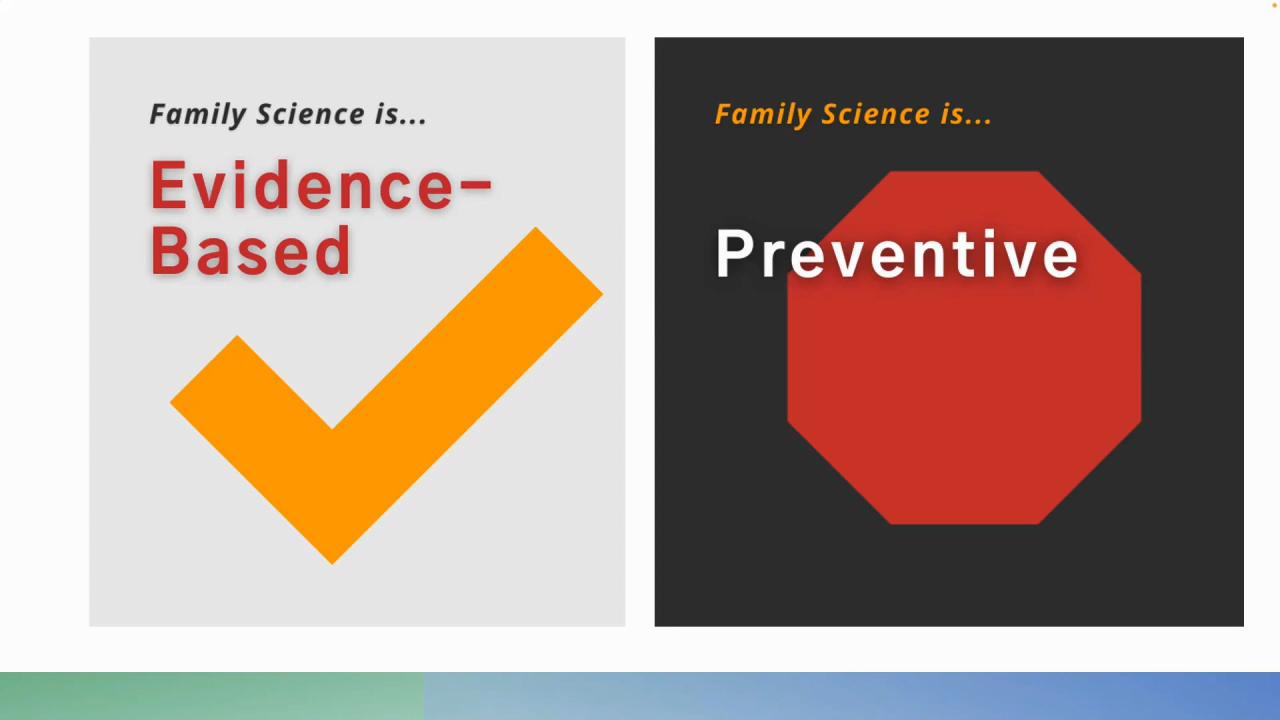 Family Science is...
Evidence-
Based
Family Science is...
Preventive